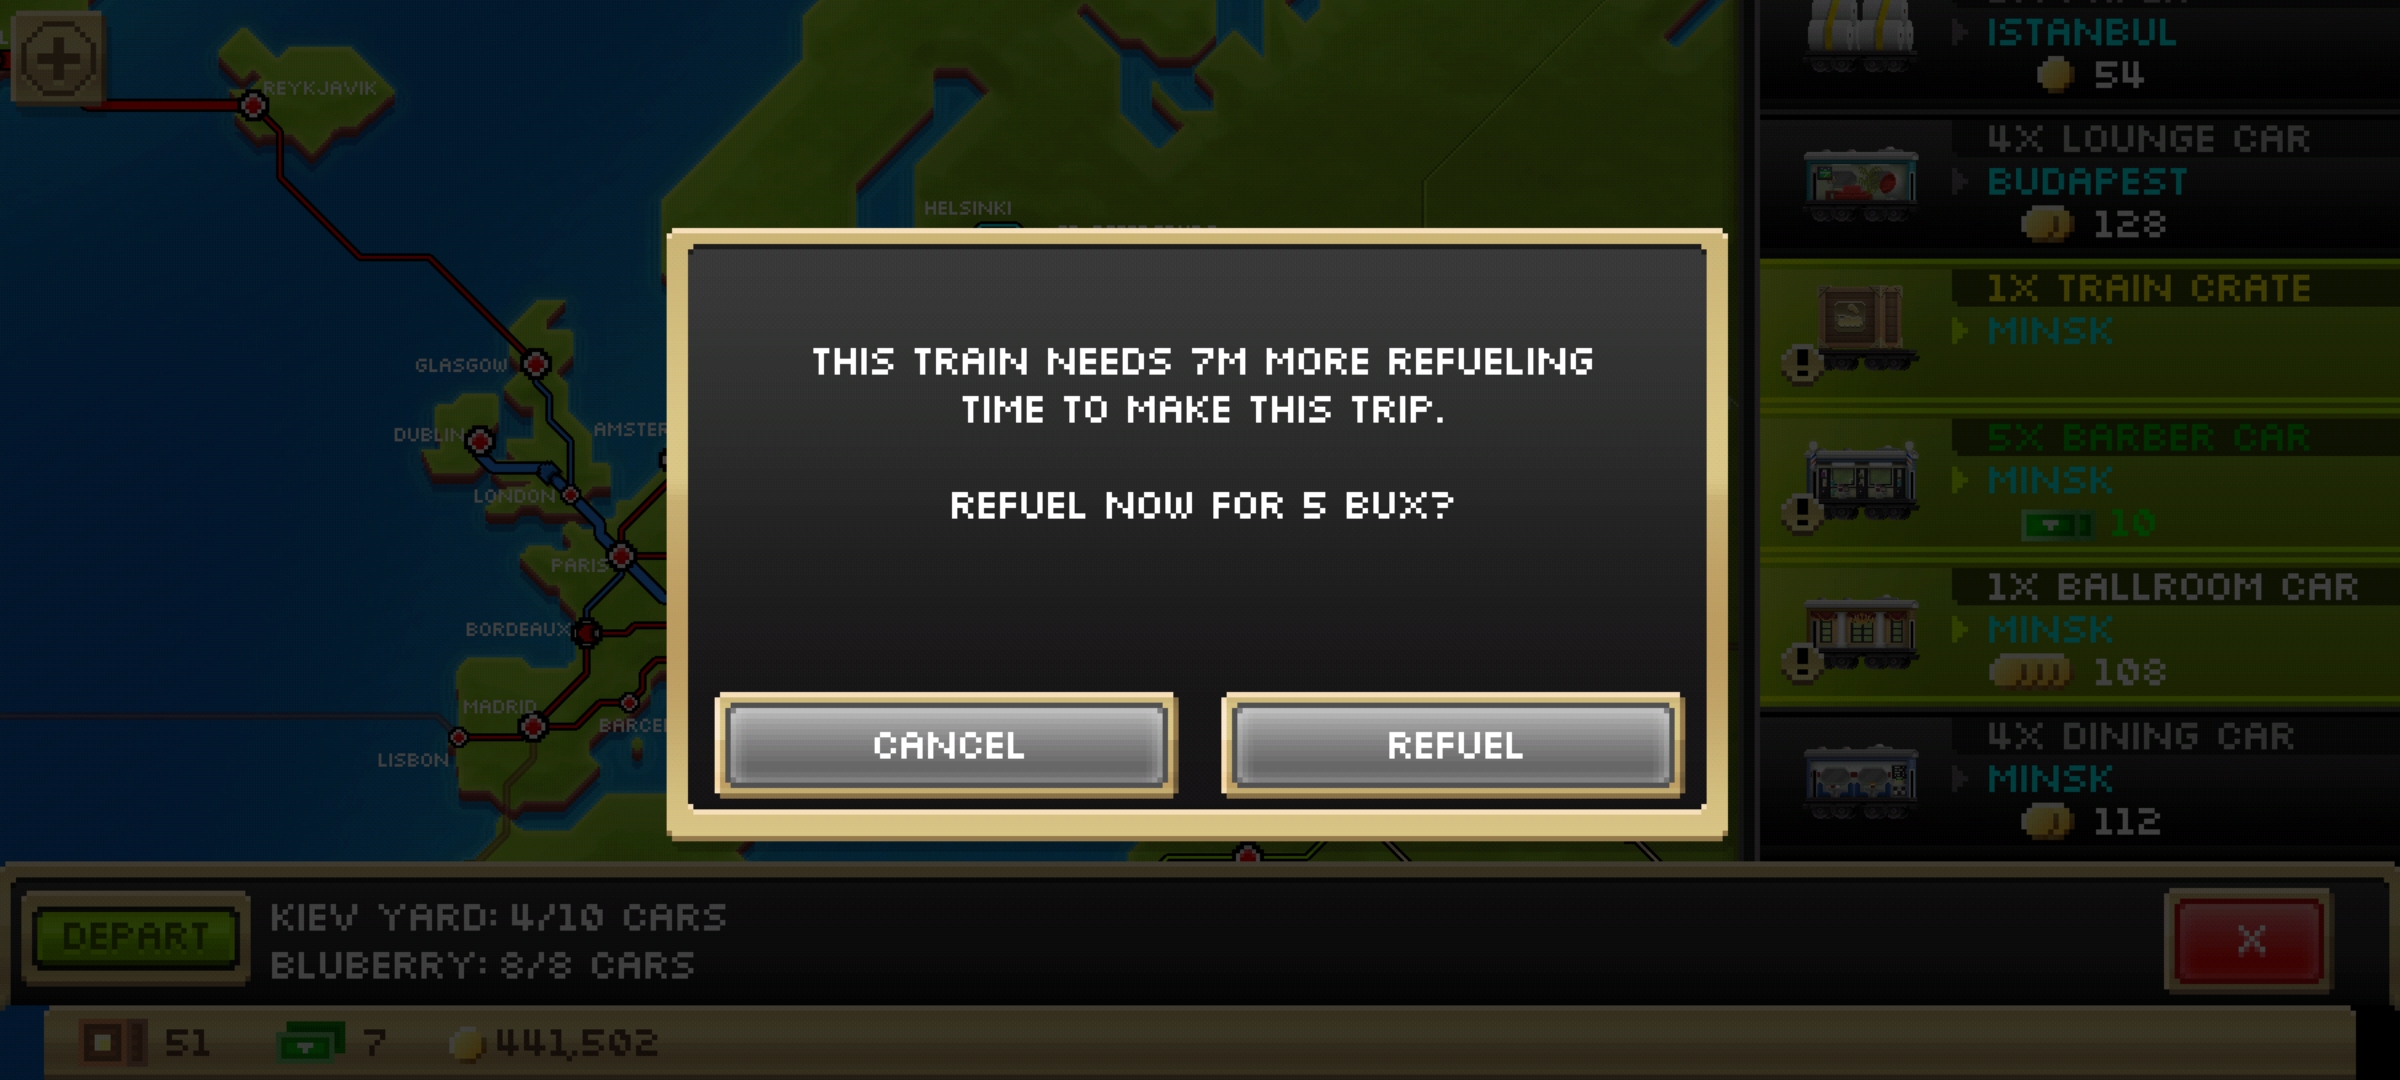 REYKJAVIK
HELSINKI
GLASGOW
DUBLIN
AMSTER
LONDON
PARIS
BORDEAUX
MADRID
BARCEL
LISBON
THIS TRAIN NEEDS 7M MORE REFUELING
TIME TO MAKE THIS TRIP.
REFUEL NOW FOR 5 BUX?
CANCEL
REFUEL
ISTANBUL
54
4X LOUNGE CAR
BUDAPEST
128
1X TRAIN CRATE
MINSK
5X BARBER CAR
MINSK
10
1X BALLROOM CAR
MINSK
108
4X DINING CAR
MINSK
112
DEPART
KIEV YARD: 4/10 CARS
BLUBERRY: 8/8 CARS
X
51
7
441,502